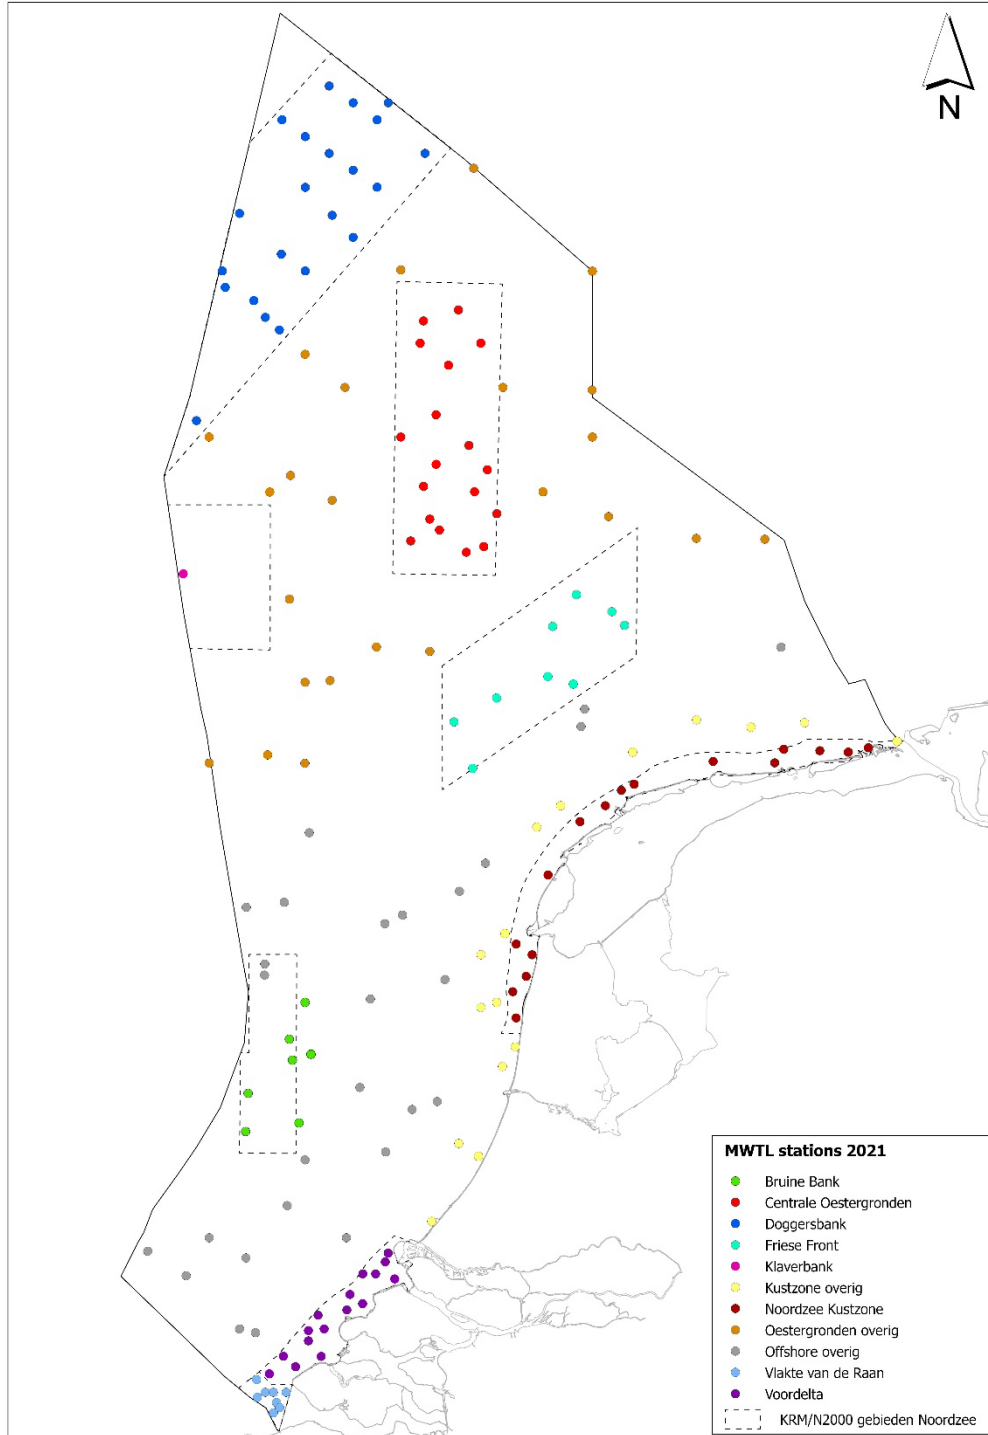 N
MWTL stations 2021
Bruine Bank
Centrale Oestergronden
Doggersbank
Friese Front
Klaverbank
Kustzone overig
Noordzee Kustzone
Oestergronden overig
Offshore overig
Vlakte van de Raan
Voordelta
KRM/N2000 gebieden Noordzee